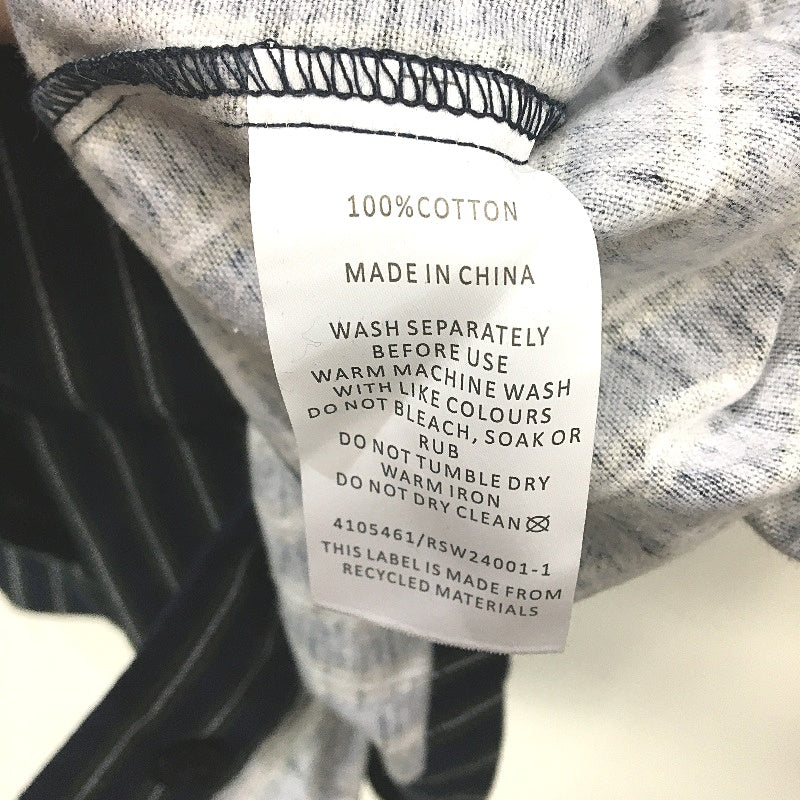 100%COTTON
MADE IN CHINA
WASH SEPARATELY
BEFORE USE
WARM MACHINE WASH
WITH LIKE COLOURS
DO NOT BLEACH, SOAK OR
RUB
DO NOT TUMBLE DRY
WARM IRON
DO NOT DRY CLEAN
4105461/RSW24001-1
THIS LABEL IS MADE FROM
RECYCLED MATERIALS